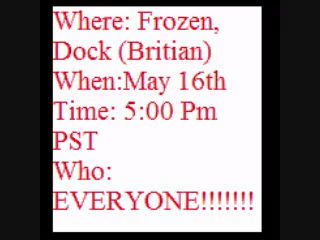 Where: Frozen,
Dock (Britian)
When:May 16th
Time: 5:00 Pm
PST
Who:
EVERYONE!!!!!!!